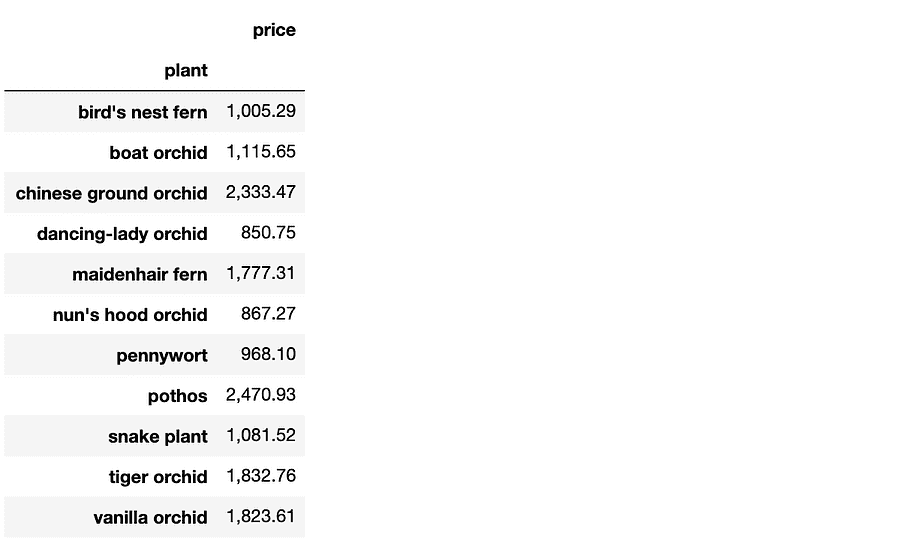 price
plant
bird's nest fern 1,005.29
boat orchid 1,115.65
chinese ground orchid 2,333.47
dancing-lady orchid 850.75
maidenhair fern 1,777.31
nun's hood orchid 867.27
pennywort 968.10
pothos 2,470.93
snake plant 1,081.52
tiger orchid 1,832.76
vanilla orchid 1,823.61